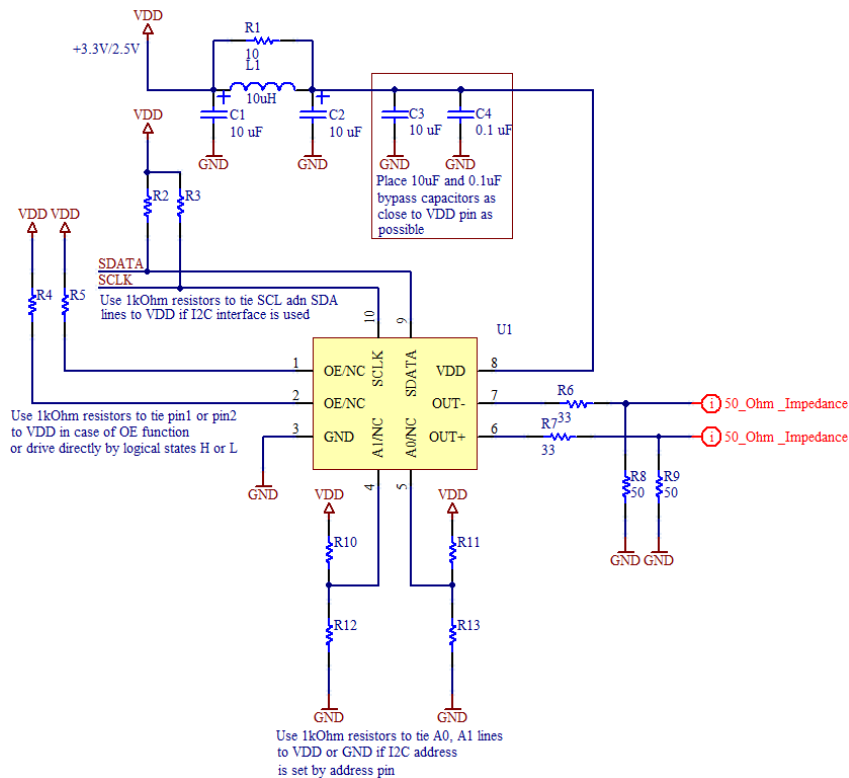 VDD
R1
+3.3V/2.5V
10
L1
10uH
C1
10 uF
C2
10 uF
C3
10 uF
C4
0.1 uF
GND
GND
GND
GND
VDD
Place 10uF and 0.1uF
bypass capacitors as
close to VDD pin as
possible
R2
R3
VDD
VDD
SDATA
SCLK
R4
R5
Use 1kOhm resistors to tie SCL adn SDA
lines to VDD if I2C interface is used
10
9
U1
1
OE/NC
SCLK
SDATA
VDD
8
2
OE/NC
OUT-
7
R6
33
50_Ohm _Impedance
Use 1kOhm resistors to tie pin1 or pin2
to VDD in case of OE function
or drive directly by logical states H or L
3
GND
A1/NC
A0/NC
OUT+
6
R7
33
50_Ohm _Impedance
GND
4
5
R8
50
R9
50
GND
GND
VDD
VDD
R10
R11
R12
R13
GND
GND
Use 1kOhm resistors to tie A0, A1 lines
to VDD or GND if I2C address
is set by address pin